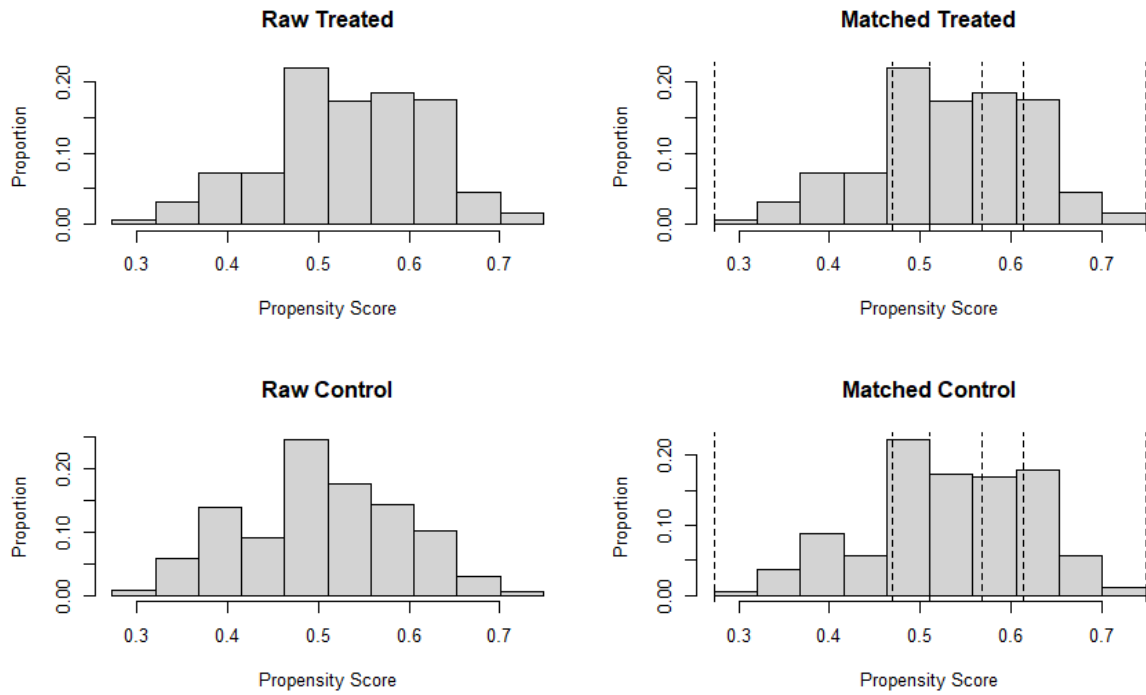 Raw Treated
Proportion
0.00 0.10 0.20
0.3 0.4 0.5 0.6 0.7
Propensity Score
Matched Treated
Proportion
0.00 0.10 0.20
0.3 0.4 0.5 0.6 0.7
Propensity Score
Raw Control
Proportion
0.00 0.10 0.20
0.3 0.4 0.5 0.6 0.7
Propensity Score
Matched Control
Proportion
0.00 0.10 0.20
0.3 0.4 0.5 0.6 0.7
Propensity Score